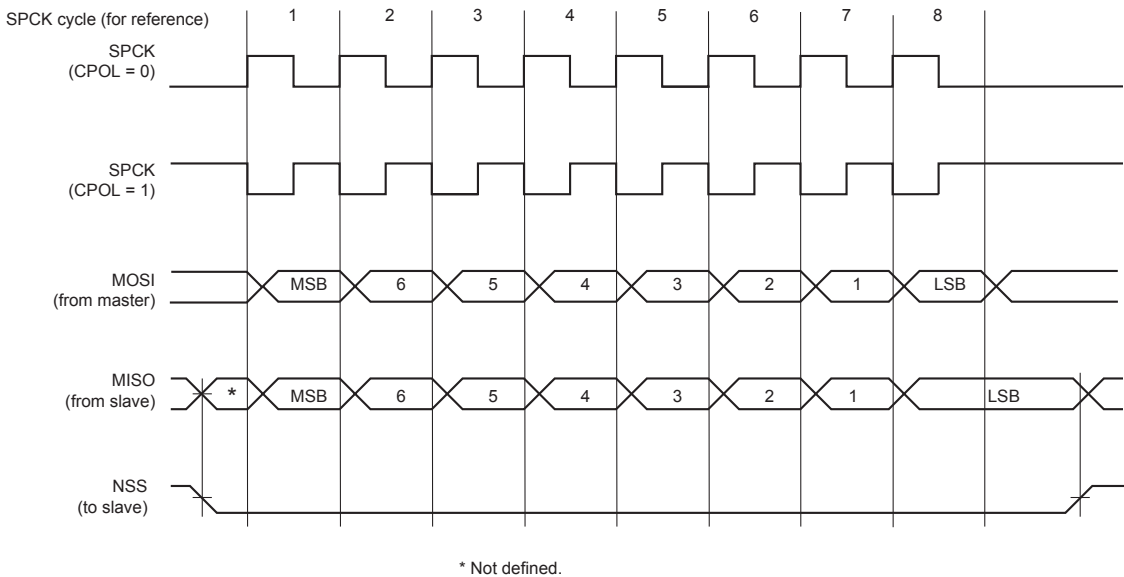 SPCK cycle (for reference) 1 2 3 4 5 6 7 8
SPCK
(CPOL = 0)
SPCK
(CPOL = 1)
MOSI
(from master)
MSB 6 5 4 3 2 1 LSB
MISO
(from slave)
* MSB 6 5 4 3 2 1 LSB
NSS
(to slave)
* Not defined.